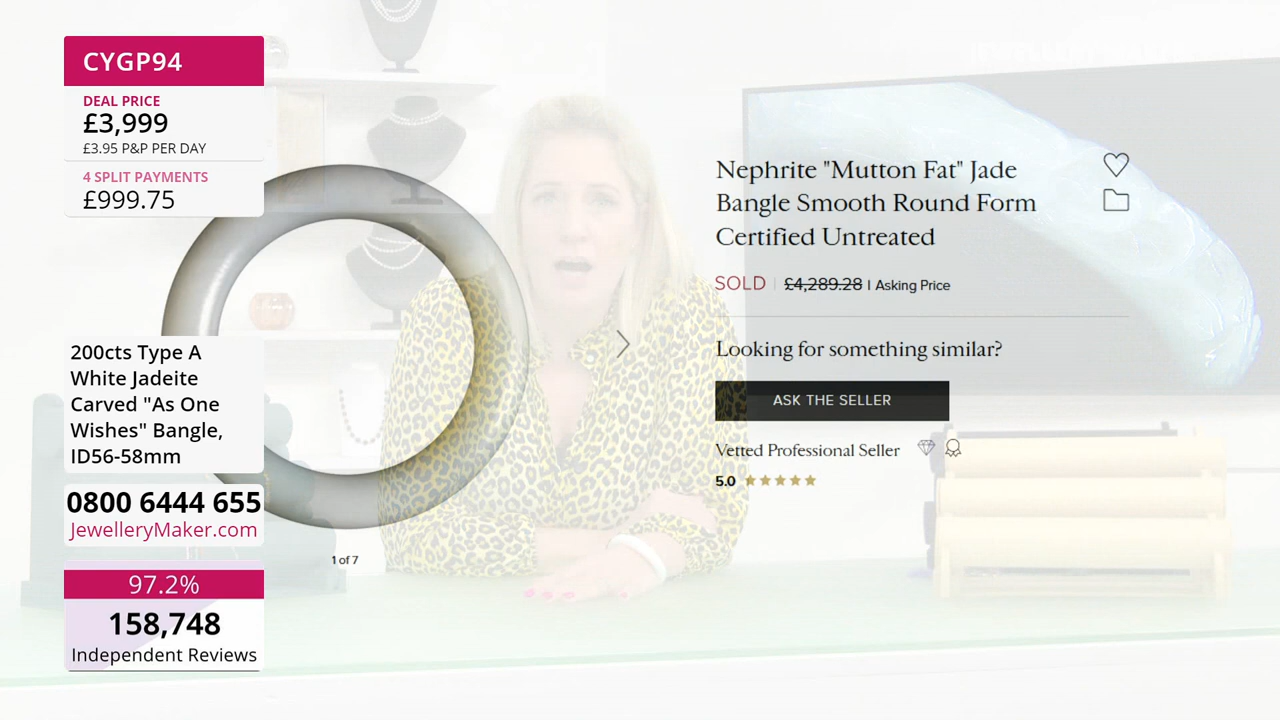 CYGP94
DEAL PRICE
£3,999
£3.95 P&P PER DAY
4 SPLIT PAYMENTS
£999.75
200cts Type A
White Jadeite
Carved "As One
Wishes" Bangle,
ID56-58mm
0800 6444 655
JewelleryMaker.com
97.2%
158,748
Independent Reviews
1 of 7
Nephrite "Mutton Fat" Jade
Bangle Smooth Round Form
Certified Untreated
SOLD | £4,289.28 | Asking Price
Looking for something similar?
ASK THE SELLER
Vetted Professional Seller
5.0